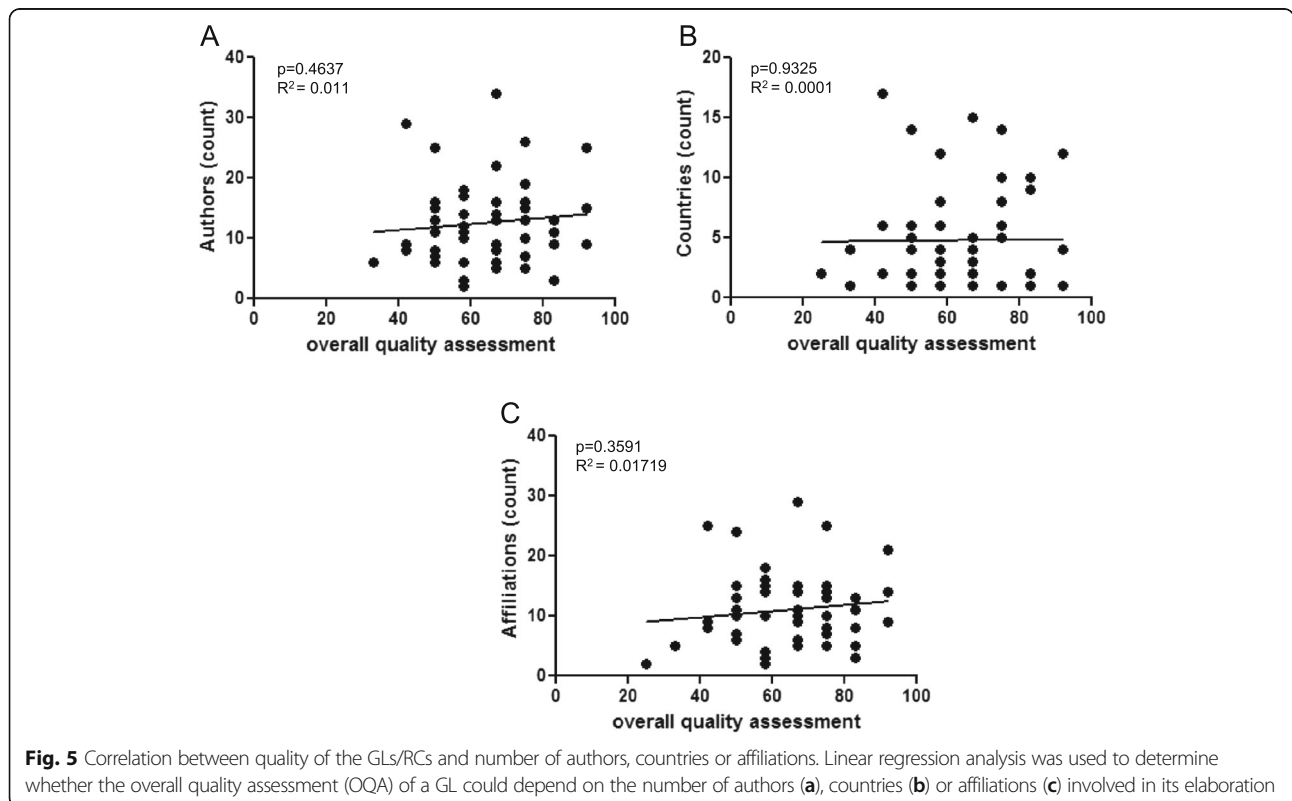 A
p=0.4637
R² = 0.011
Authors (count)
40
30
20
10
0
0 20 40 60 80 100
overall quality assessment
B
p=0.9325
R² = 0.0001
Countries (count)
20
15
10
5
0
0 20 40 60 80 100
overall quality assessment
C
p=0.3591
R² = 0.01719
Affiliations (count)
40
30
20
10
0
0 20 40 60 80 100
overall quality assessment
Fig. 5 Correlation between quality of the GLs/RCs and number of authors, countries or affiliations. Linear regression analysis was used to determine
whether the overall quality assessment (OQA) of a GL could depend on the number of authors (a), countries (b) or affiliations (c) involved in its elaboration